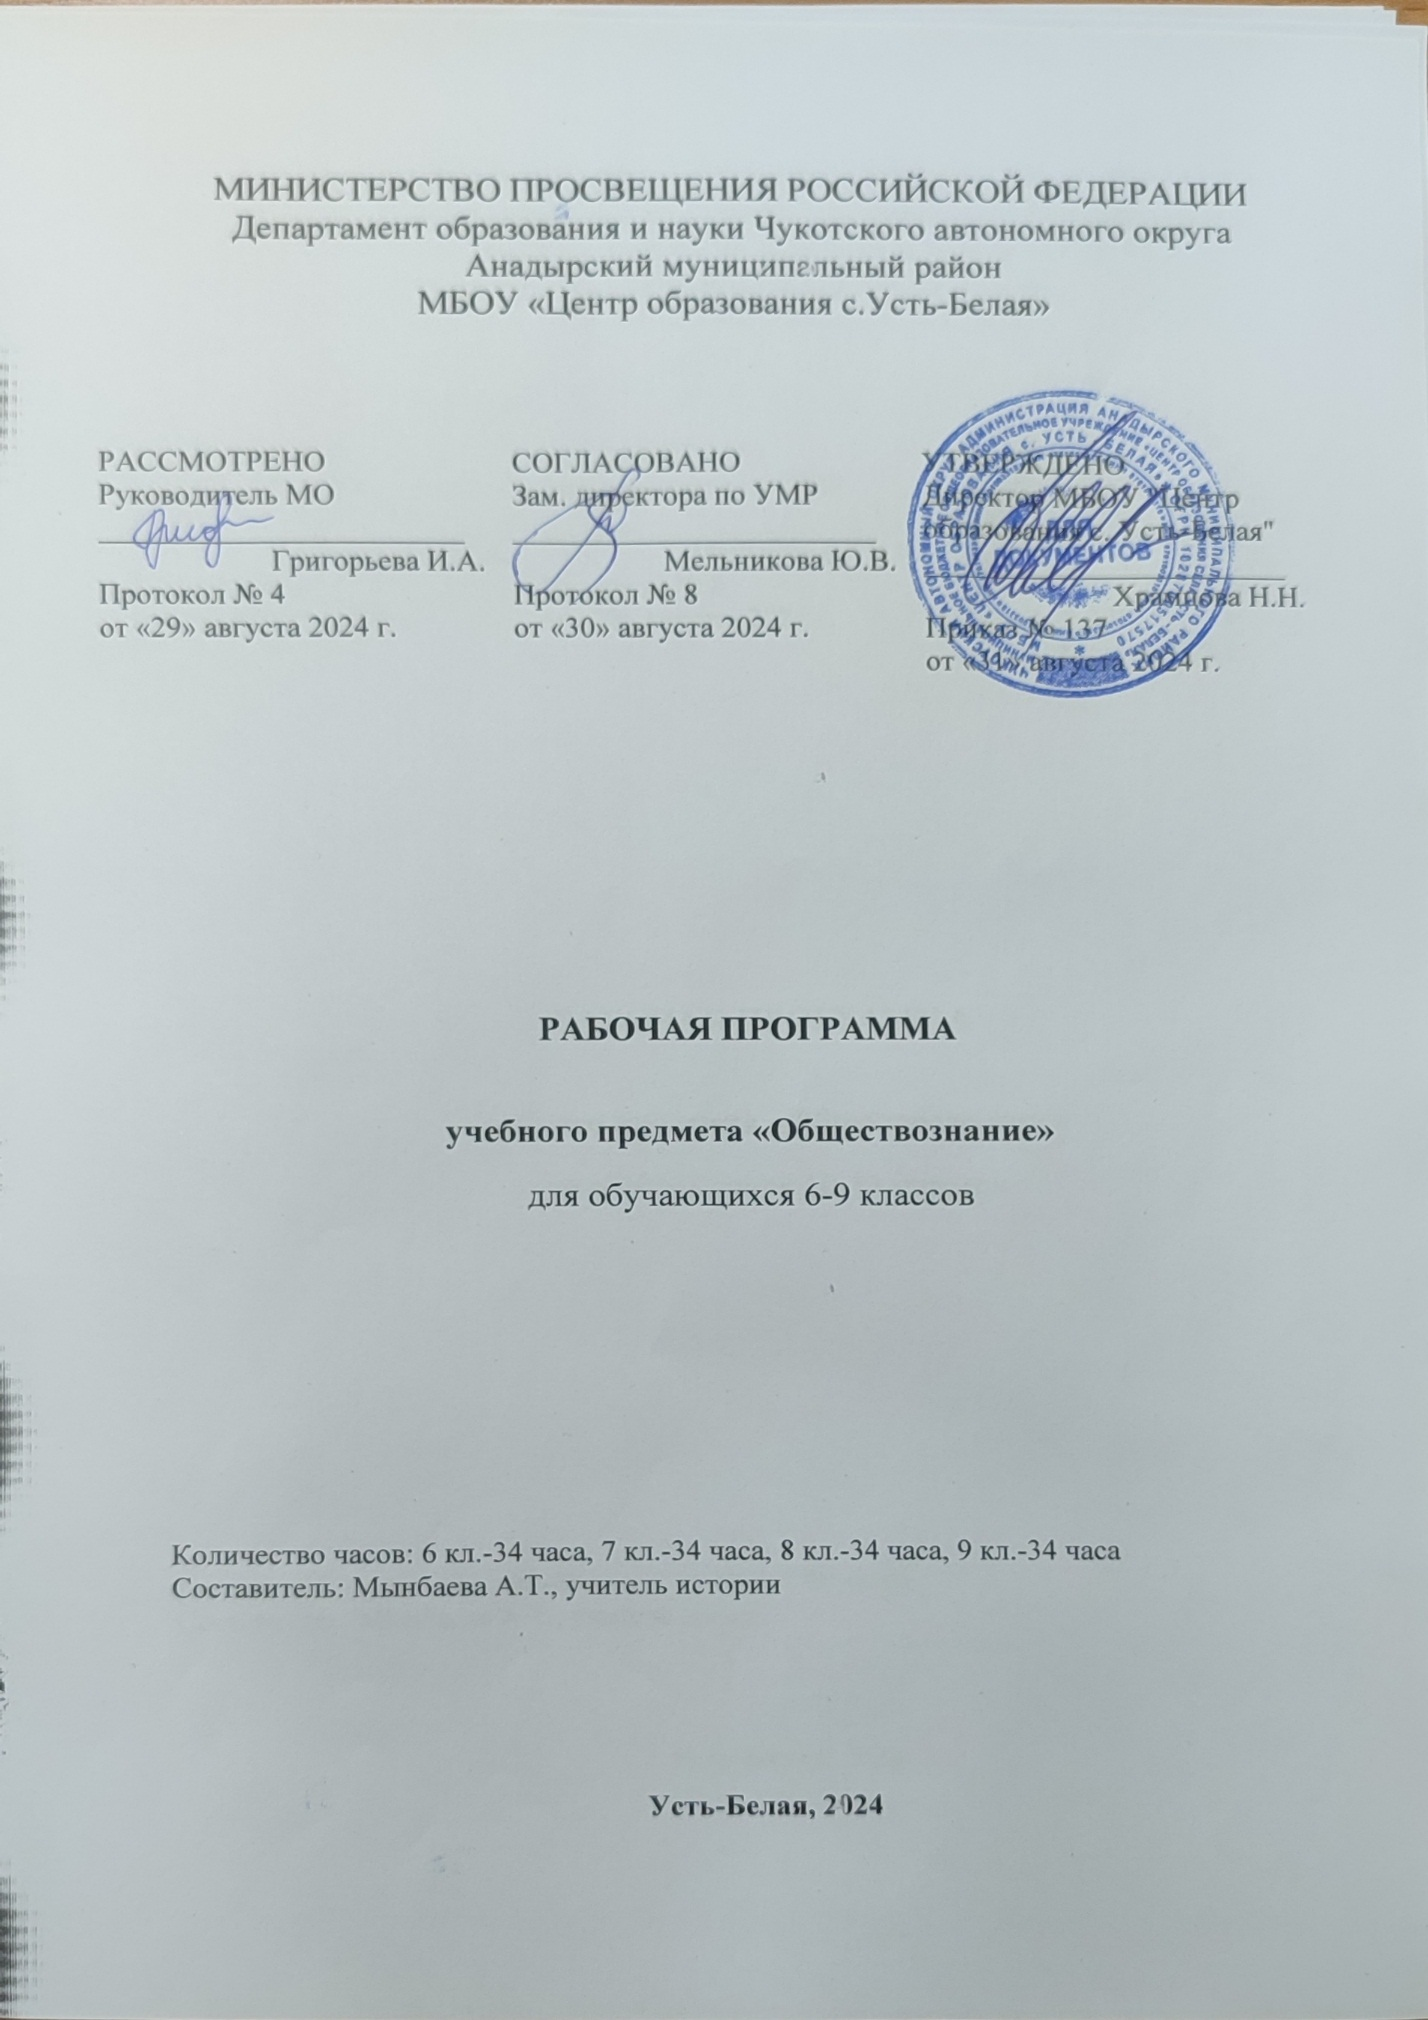 МИНИСТЕРСТВО ПРОСВЕЩЕНИЯ РОССИЙСКОЙ ФЕДЕРАЦИИ
Департамент образования и науки Чукотского автономного округа
Анадырский муниципальный район
МБОУ «Центр образования с.Усть-Белая»
РАССМОТРЕНО
Руководитель МО
Григорьева И.А.
Протокол № 4
от «29» августа 2024 г.
СОГЛАСОВАНО
Зам. директора по УМР
Мельникова Ю.В.
Протокол № 8
от «30» августа 2024 г.
УТВЕРЖДЕНО
Директор МБОУ "Центр
образования с. Усть-Белая"
Храмцова Н.Н.
Приказ № 137
от «31» августа 2024 г.
ДОКУМЕНТОВ
РАБОЧАЯ ПРОГРАММА
учебного предмета «Обществознание»
для обучающихся 6-9 классов
Количество часов: 6 кл.-34 часа, 7 кл.-34 часа, 8 кл.-34 часа, 9 кл.-34 часа
Составитель: Мынбаева А.Т., учитель истории
Усть-Белая, 2024